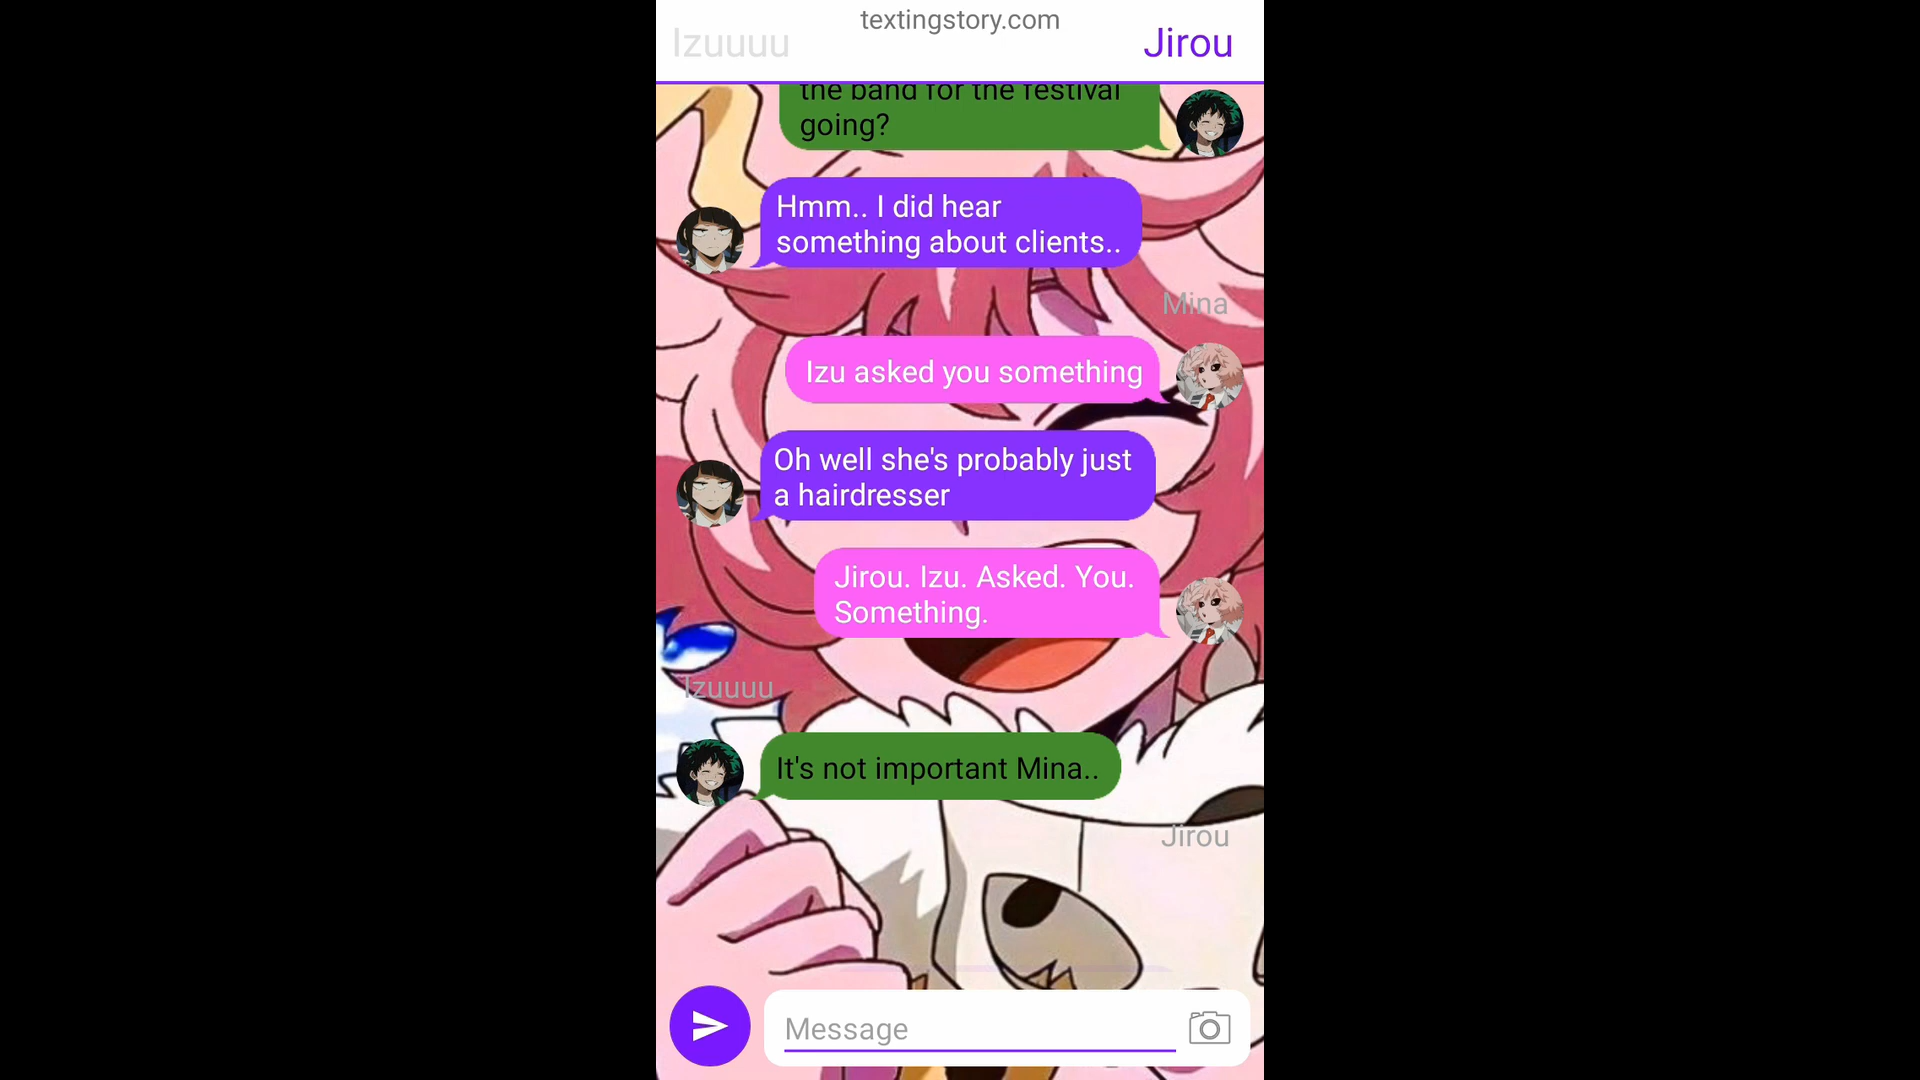 textingstory.com
Izuuuu
Jirou
the band for the festival
going?
Hmm.. I did hear
something about clients..
Mina
Izu asked you something
Oh well she's probably just
a hairdresser
Jirou. Izu. Asked. You.
Something.
Izuuuu
It's not important Mina..
Jirou
Message